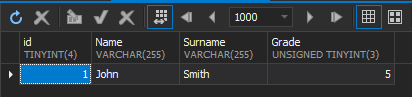 1000
id Name Surname Grade
TINYINT(4) VARCHAR(255) VARCHAR(255) UNSIGNED TINYINT(3)
1 John Smith 5